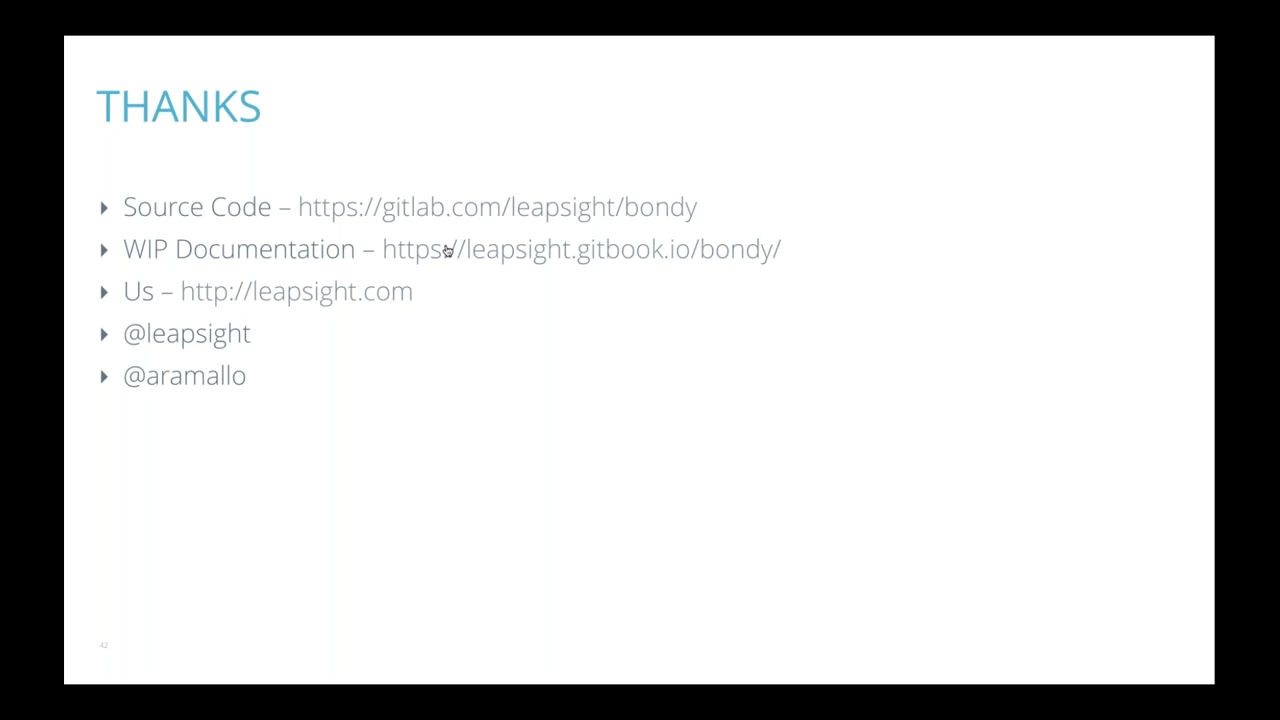 THANKS
Source Code – https://gitlab.com/leapsight/bondy
WIP Documentation – https://leapsight.gitbook.io/bondy/
Us – http://leapsight.com
@leapsight
@aramallo
42